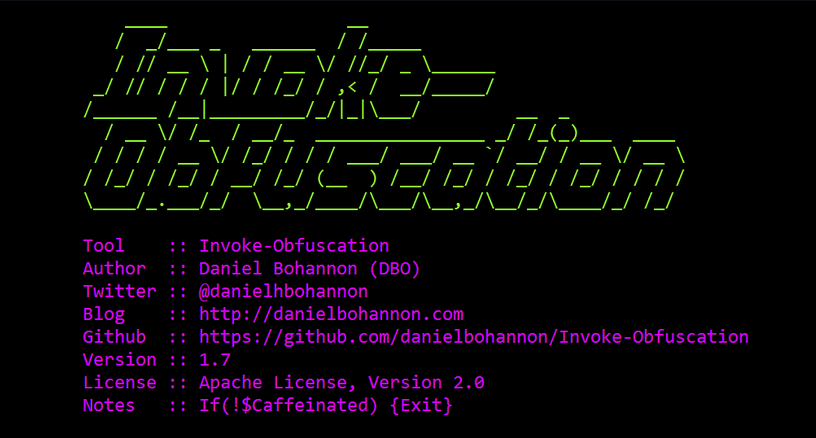 Invoke-
Obfuscation
Tool    :: Invoke-Obfuscation
Author  :: Daniel Bohannon (DBO)
Twitter :: @danielhbohannon
Blog    :: http://danielbohannon.com
Github  :: https://github.com/danielbohannon/Invoke-Obfuscation
Version :: 1.7
License :: Apache License, Version 2.0
Notes   :: If(!$Caffeinated) {Exit}